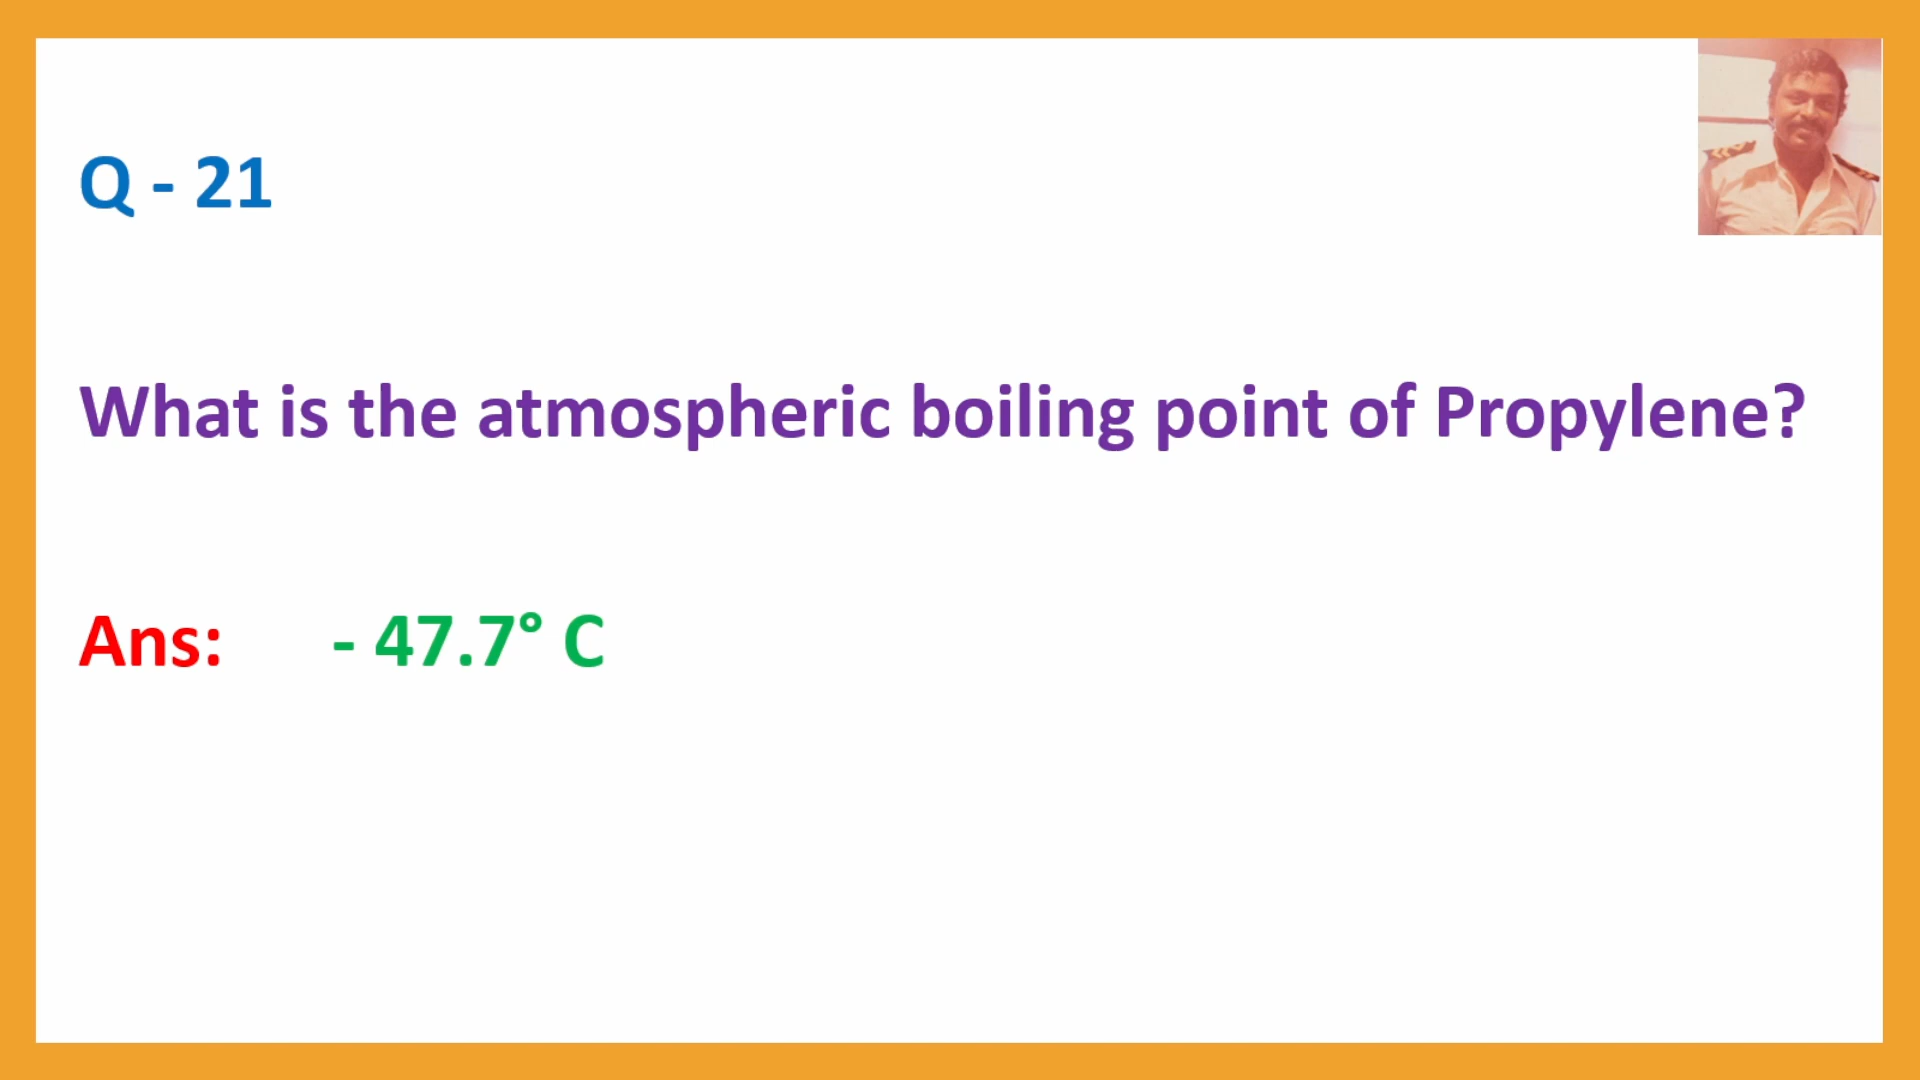 Q - 21
What is the atmospheric boiling point of Propylene?
Ans: - 47.7° C